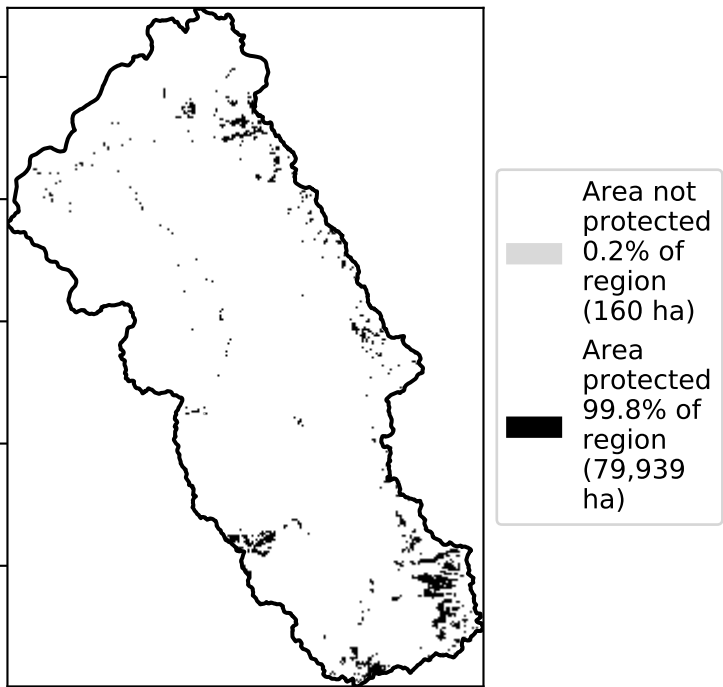 Area not
protected
0.2% of
region
(160 ha)
Area
protected
99.8% of
region
(79,939
ha)